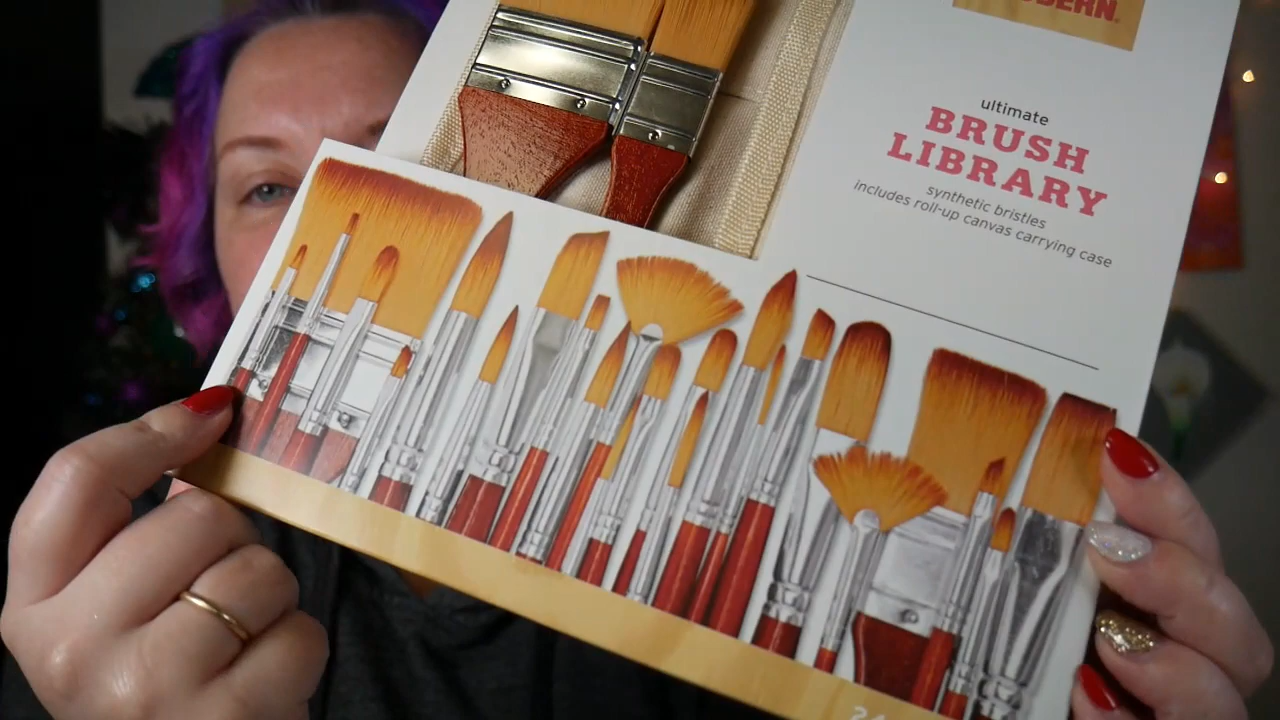 ultimate
BRUSH
LIBRARY
synthetic bristles
includes roll-up canvas carrying case